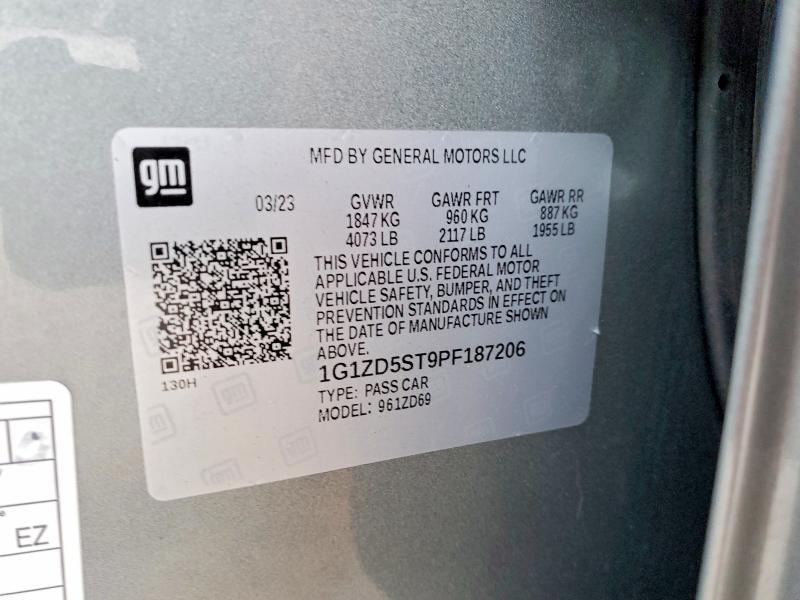 gm
MFD BY GENERAL MOTORS LLC
03/23 GVWR GAWR FRT GAWR RR
1847 KG 960 KG 887 KG
4073 LB 2117 LB 1955 LB
THIS VEHICLE CONFORMS TO ALL
APPLICABLE U.S. FEDERAL MOTOR
VEHICLE SAFETY, BUMPER, AND THEFT
PREVENTION STANDARDS IN EFFECT ON
THE DATE OF MANUFACTURE SHOWN
ABOVE.
1G1ZD5ST9PF187206
TYPE: PASS CAR
MODEL: 961ZD69
130H
EZ